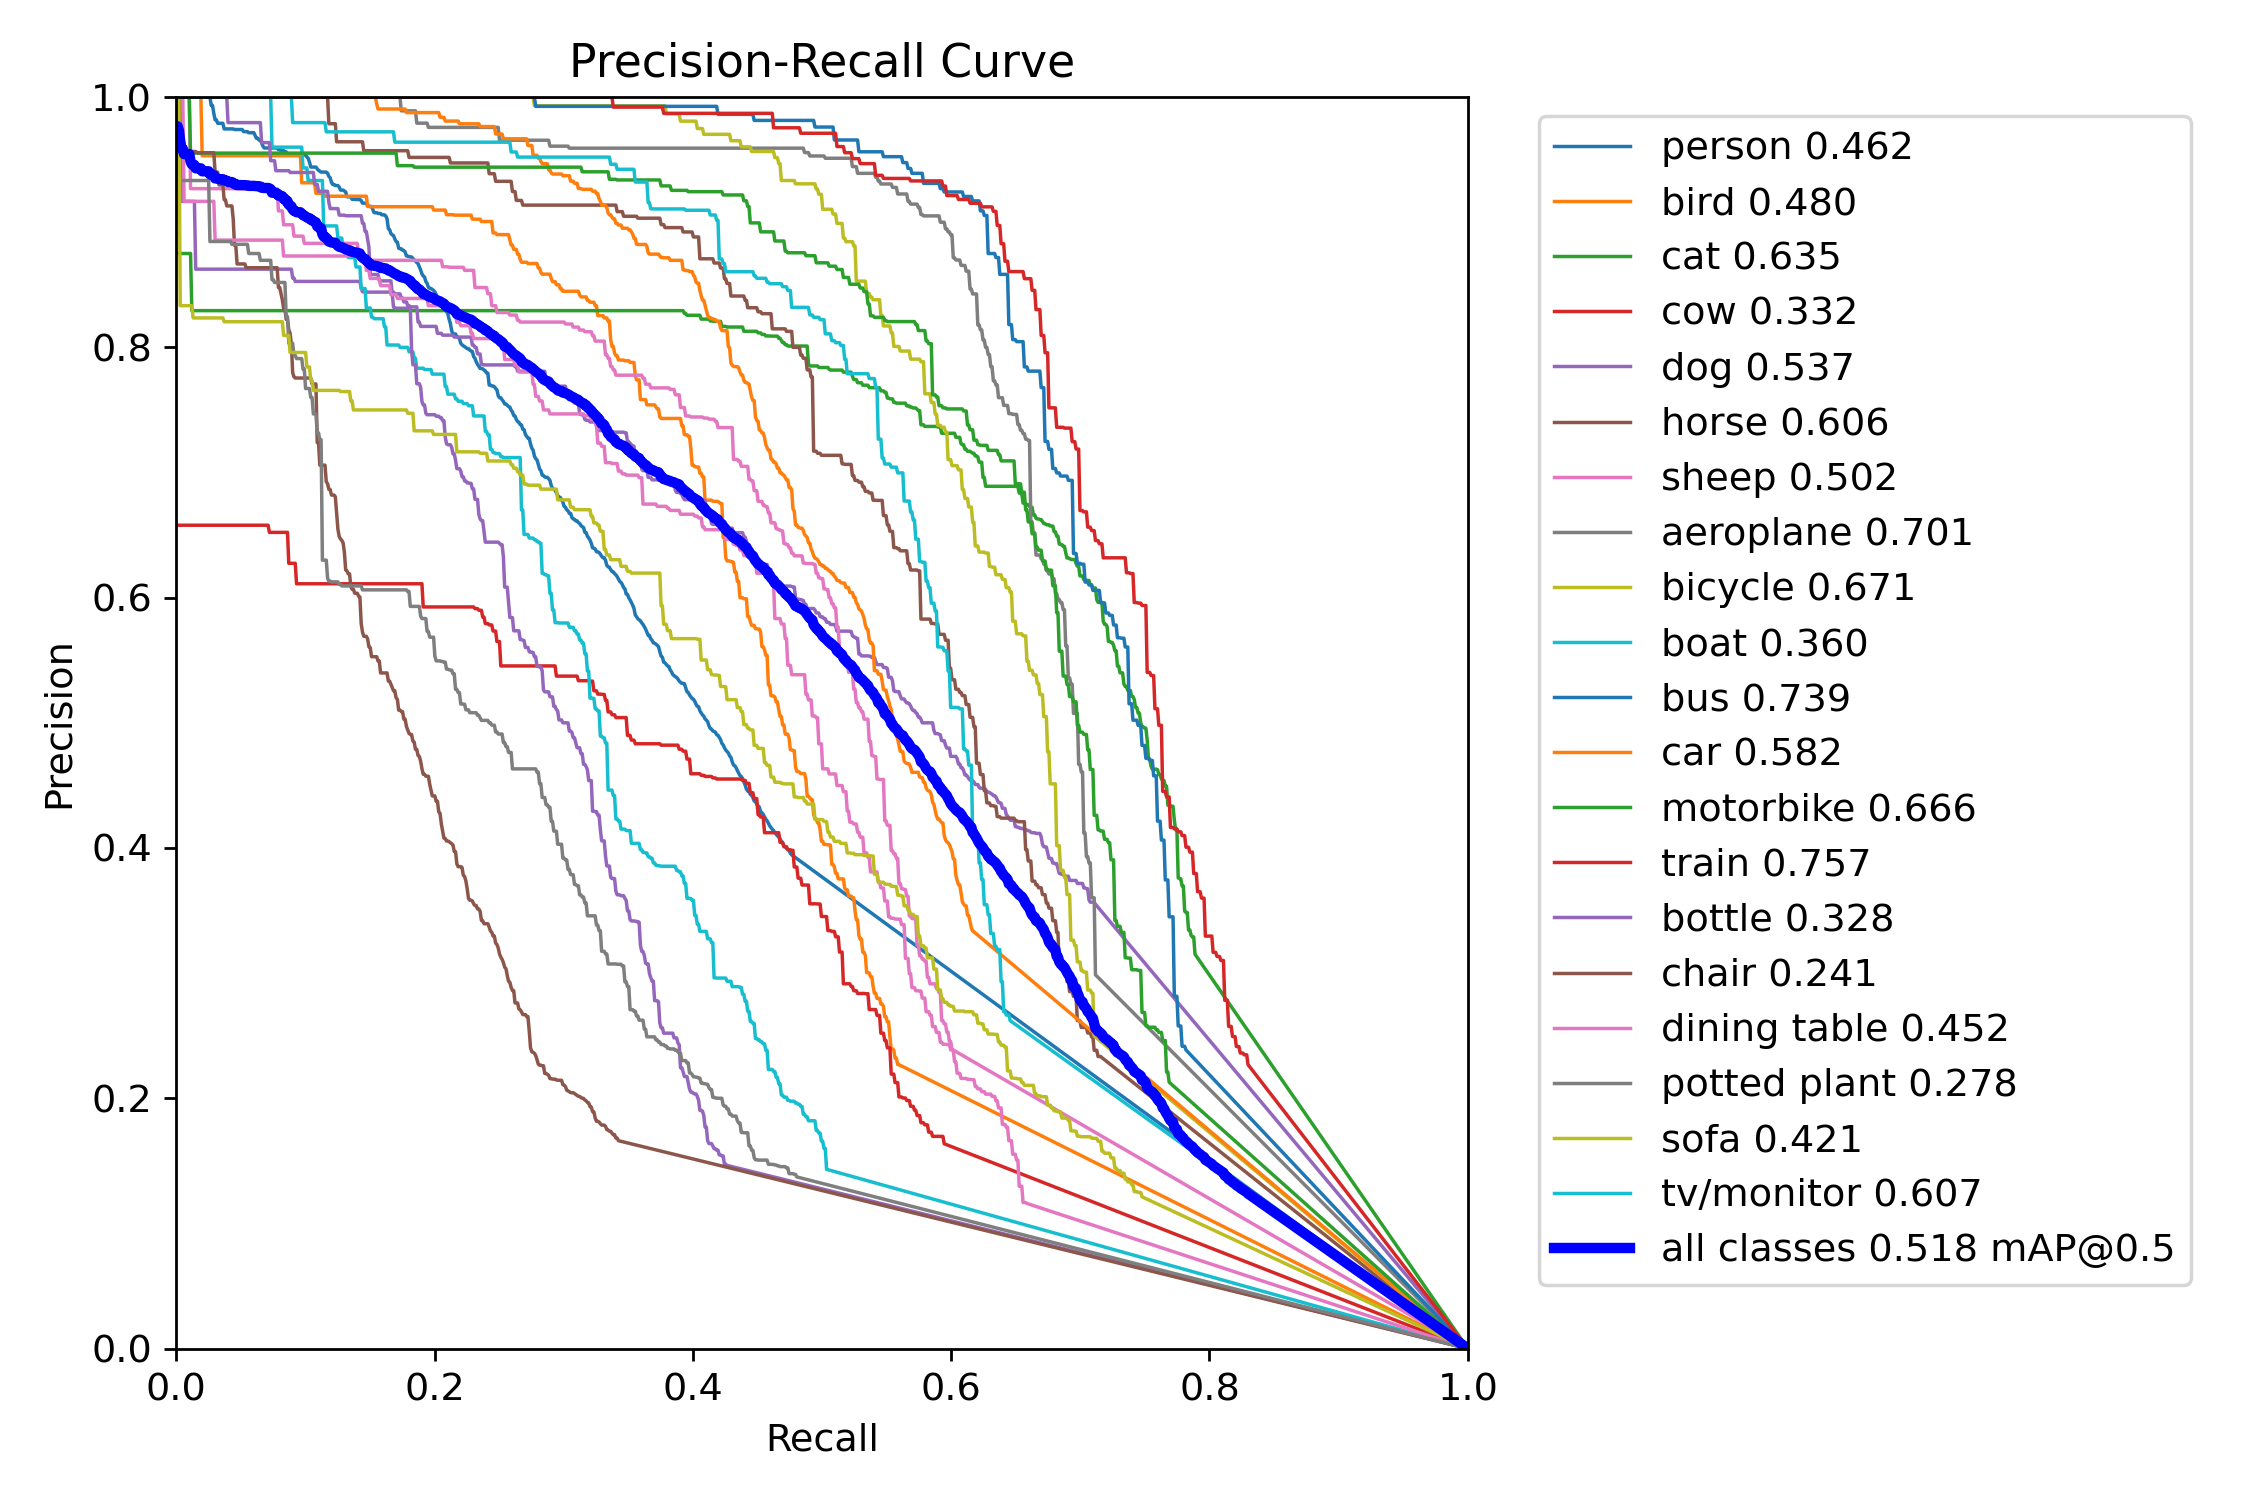 Precision-Recall Curve
1.0
0.8
0.6
0.4
0.2
0.0
Precision
0.0 0.2 0.4 0.6 0.8 1.0
Recall
person 0.462
bird 0.480
cat 0.635
cow 0.332
dog 0.537
horse 0.606
sheep 0.502
aeroplane 0.701
bicycle 0.671
boat 0.360
bus 0.739
car 0.582
motorbike 0.666
train 0.757
bottle 0.328
chair 0.241
dining table 0.452
potted plant 0.278
sofa 0.421
tv/monitor 0.607
all classes 0.518 mAP@0.5